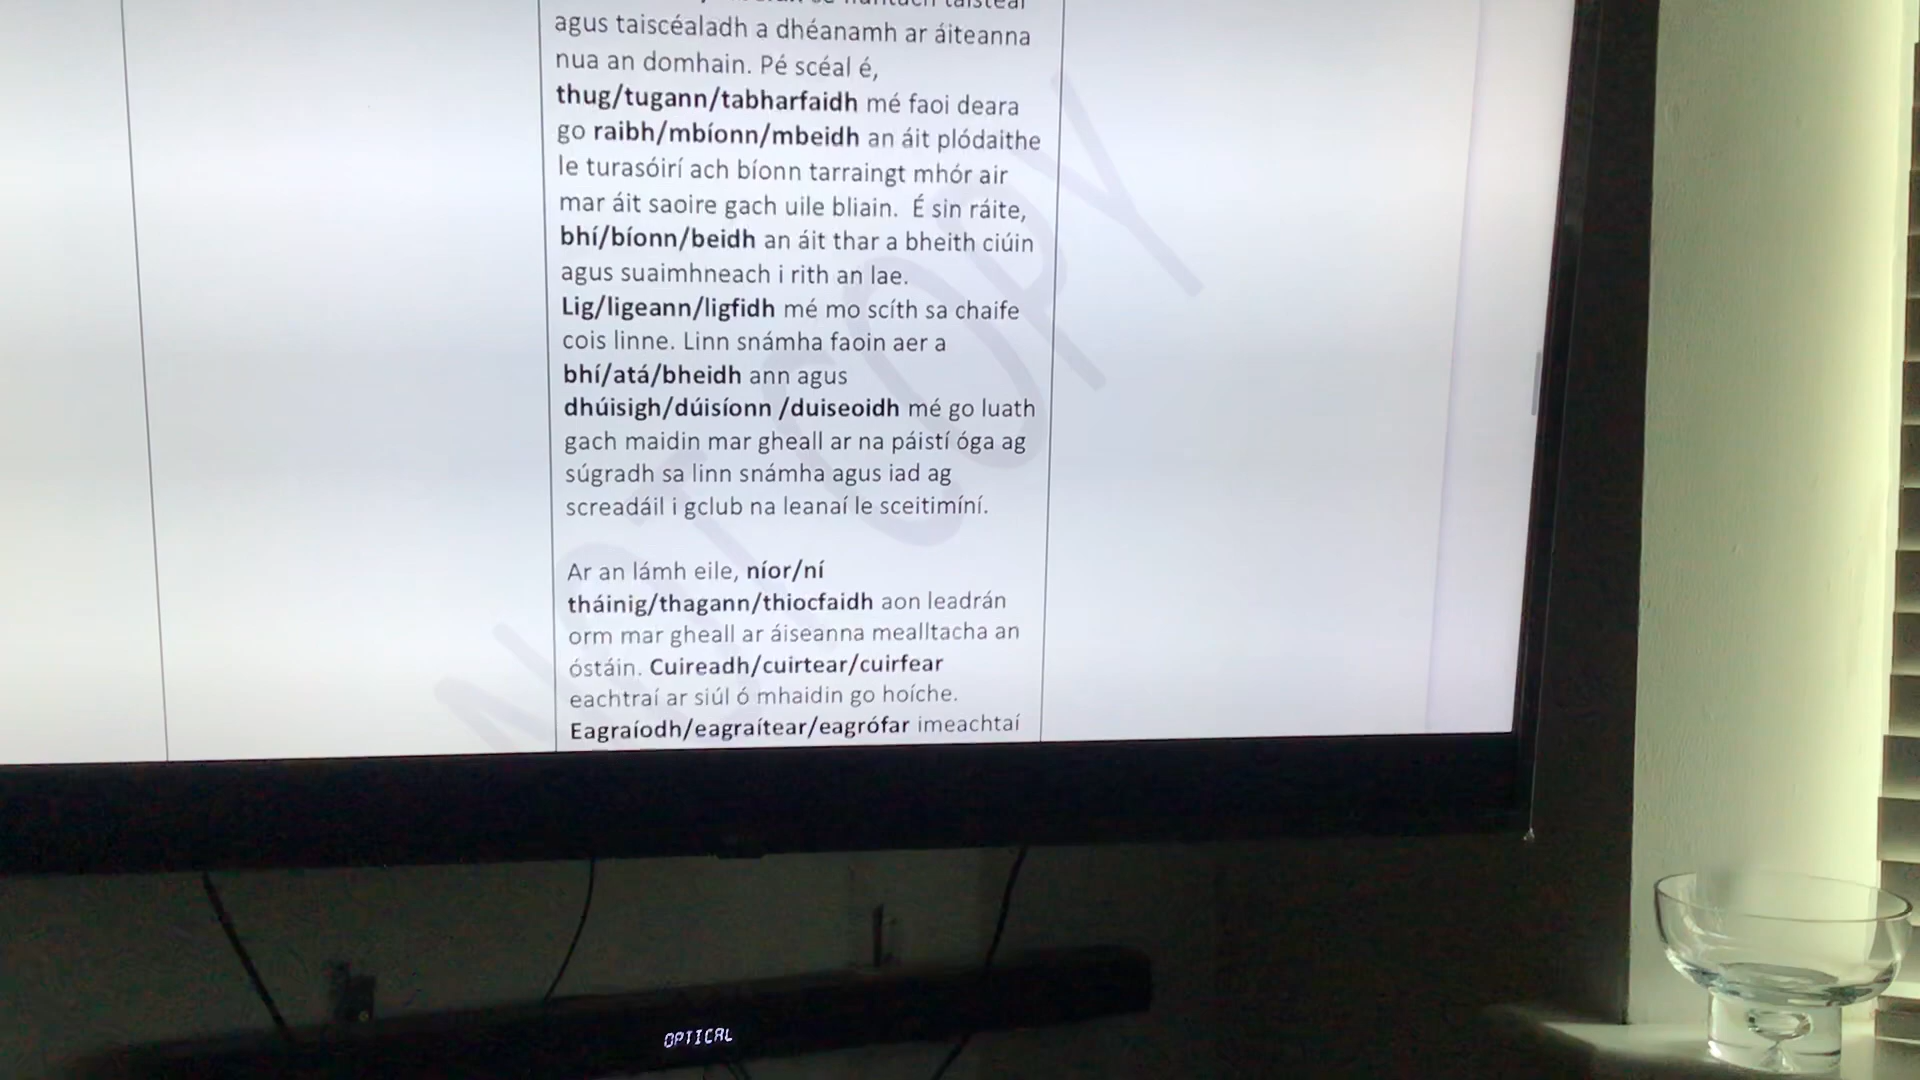 agus taiscéaladh a dhéanamh ar áiteanna
nua an domhain. Pé scéal é,
thug/tugann/tabharfaidh mé faoi deara
go raibh/mbíonn/mbeidh an áit plódaithe
le turasóirí ach bíonn tarraingt mhór air
mar áit saoire gach uile bliain. É sin ráite,
bhí/bíonn/beidh an áit thar a bheith ciúin
agus suaimhneach i rith an lae.
Lig/ligeann/ligfidh mé mo scíth sa chaife
cois linne. Linn snámha faoin aer a
bhí/atá/bheidh ann agus
dhúisigh/dúisíonn /duiseoidh mé go luath
gach maidin mar gheall ar na páistí óga ag
súgradh sa linn snámha agus iad ag
screadáil i gclub na leanaí le sceitimíní.
Ar an lámh eile, níor/ní
tháinig/thagann/thiocfaidh aon leadrán
orm mar gheall ar áiseanna mealltacha an
óstáin. Cuireadh/cuirtear/cuirfear
eachtraí ar siúl ó mhaidin go hoíche.
Eagraíodh/eagraítear/eagrófar imeachtaí
COPY
OPTICAL